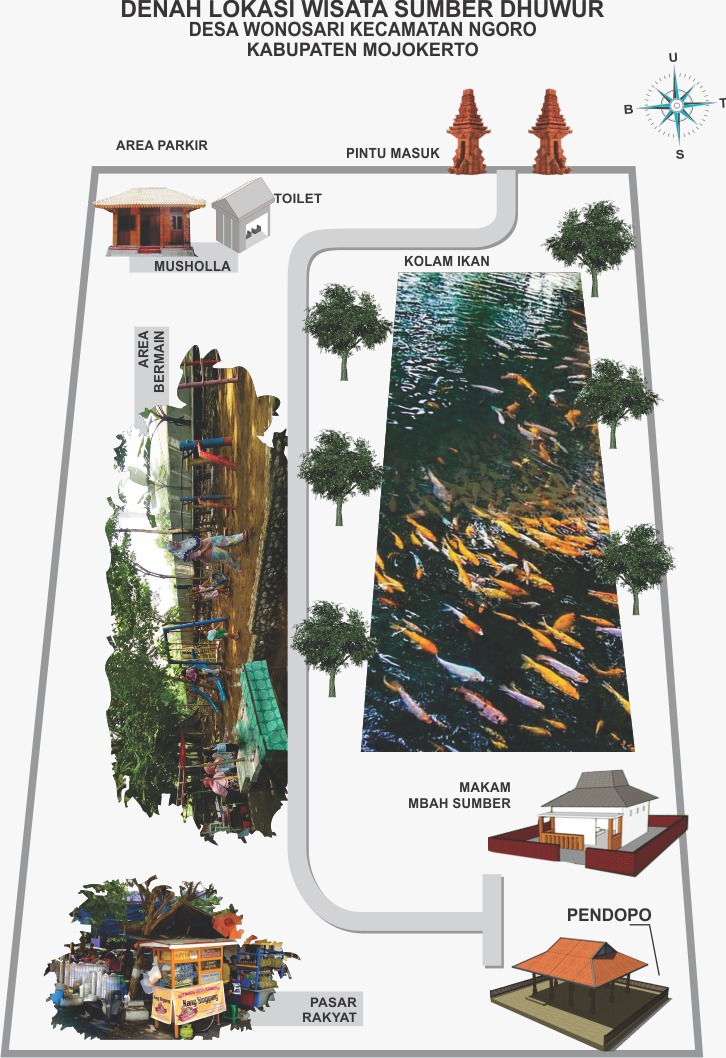 DENAH LOKASI WISATA SUMBER DHUWUR
DESA WONOSARI KECAMATAN NGORO
KABUPATEN MOJOKERTO
U
B
T
S
AREA PARKIR
PINTU MASUK
TOILET
MUSHOLLA
KOLAM IKAN
AREA
BERMAIN
MAKAM
MBAH SUMBER
PENDOPO
PASAR
RAKYAT